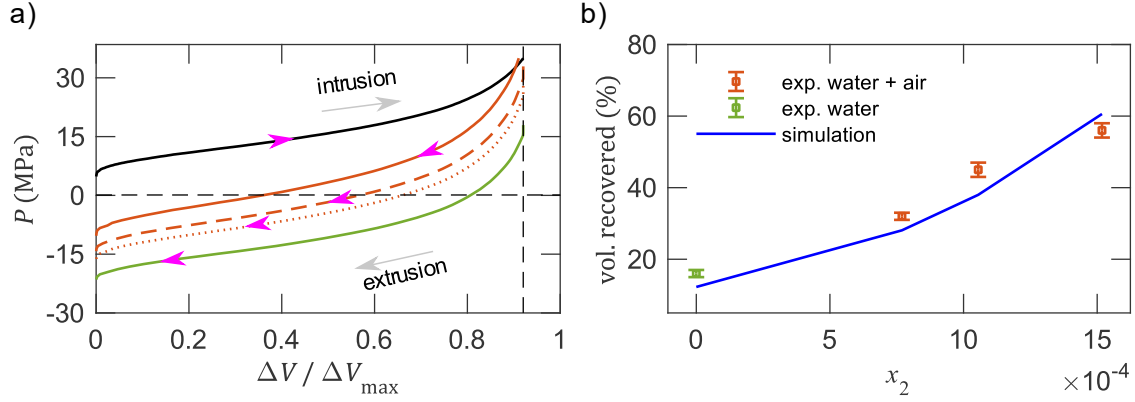 a)
P (MPa)
30
15
0
-15
-30
intrusion
extrusion
0
0.2
0.4
0.6
0.8
1
ΔV / ΔV_max
b)
vol. recovered (%)
80
60
40
20
exp. water + air
exp. water
simulation
0
5
10
15
×10⁻⁴
x₂